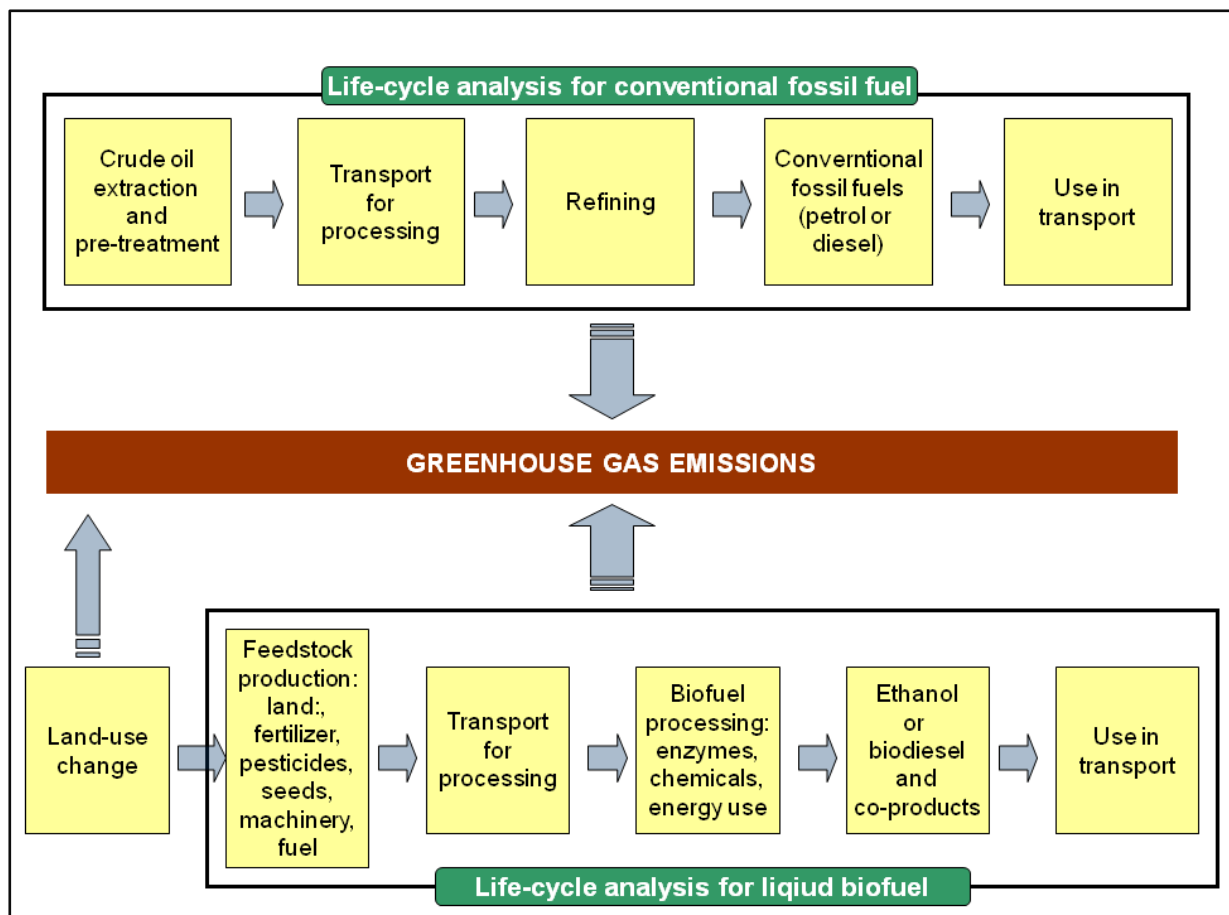 Life-cycle analysis for conventional fossil fuel
Crude oil
extraction
and
pre-treatment
Transport
for
processing
Refining
Converntional
fossil fuels
(petrol or
diesel)
Use in
transport
GREENHOUSE GAS EMISSIONS
Land-use
change
Feedstock
production:
land:,
fertilizer,
pesticides,
seeds,
machinery,
fuel
Transport
for
processing
Biofuel
processing:
enzymes,
chemicals,
energy use
Ethanol
or
biodiesel
and
co-products
Use in
transport
Life-cycle analysis for liqiud biofuel